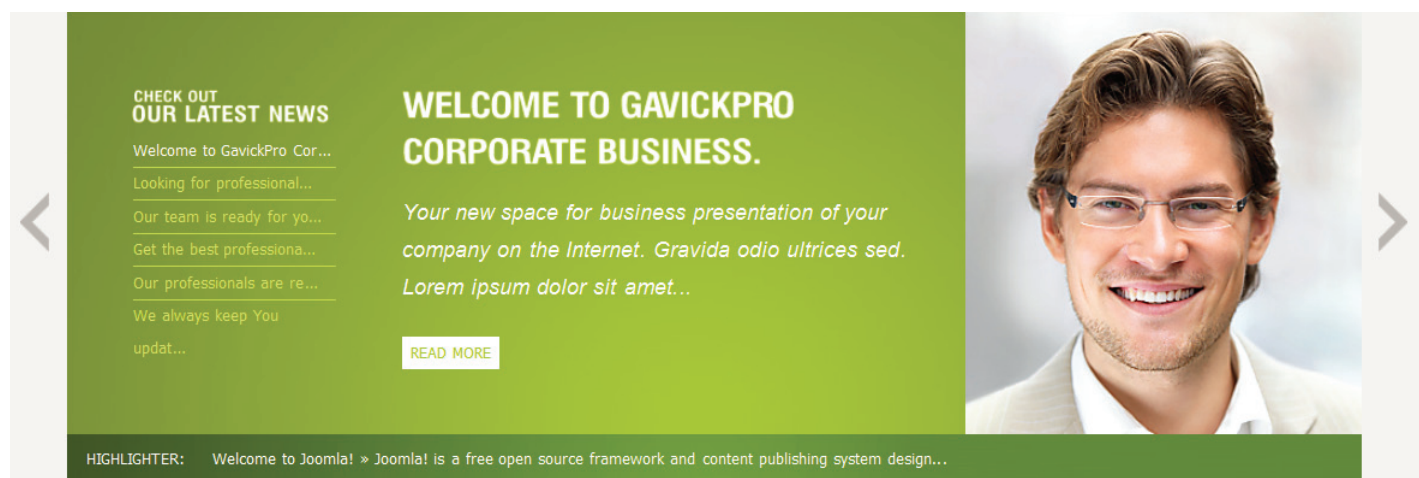 CHECK OUT
OUR LATEST NEWS
Welcome to GavickPro Cor...
Looking for professional...
Our team is ready for yo...
Get the best professiona...
Our professionals are re...
We always keep You
updat...
WELCOME TO GAVICKPRO
CORPORATE BUSINESS.
Your new space for business presentation of your
company on the Internet. Gravida odio ultrices sed.
Lorem ipsum dolor sit amet...
READ MORE
HIGHLIGHTER: Welcome to Joomla! » Joomla! is a free open source framework and content publishing system design...